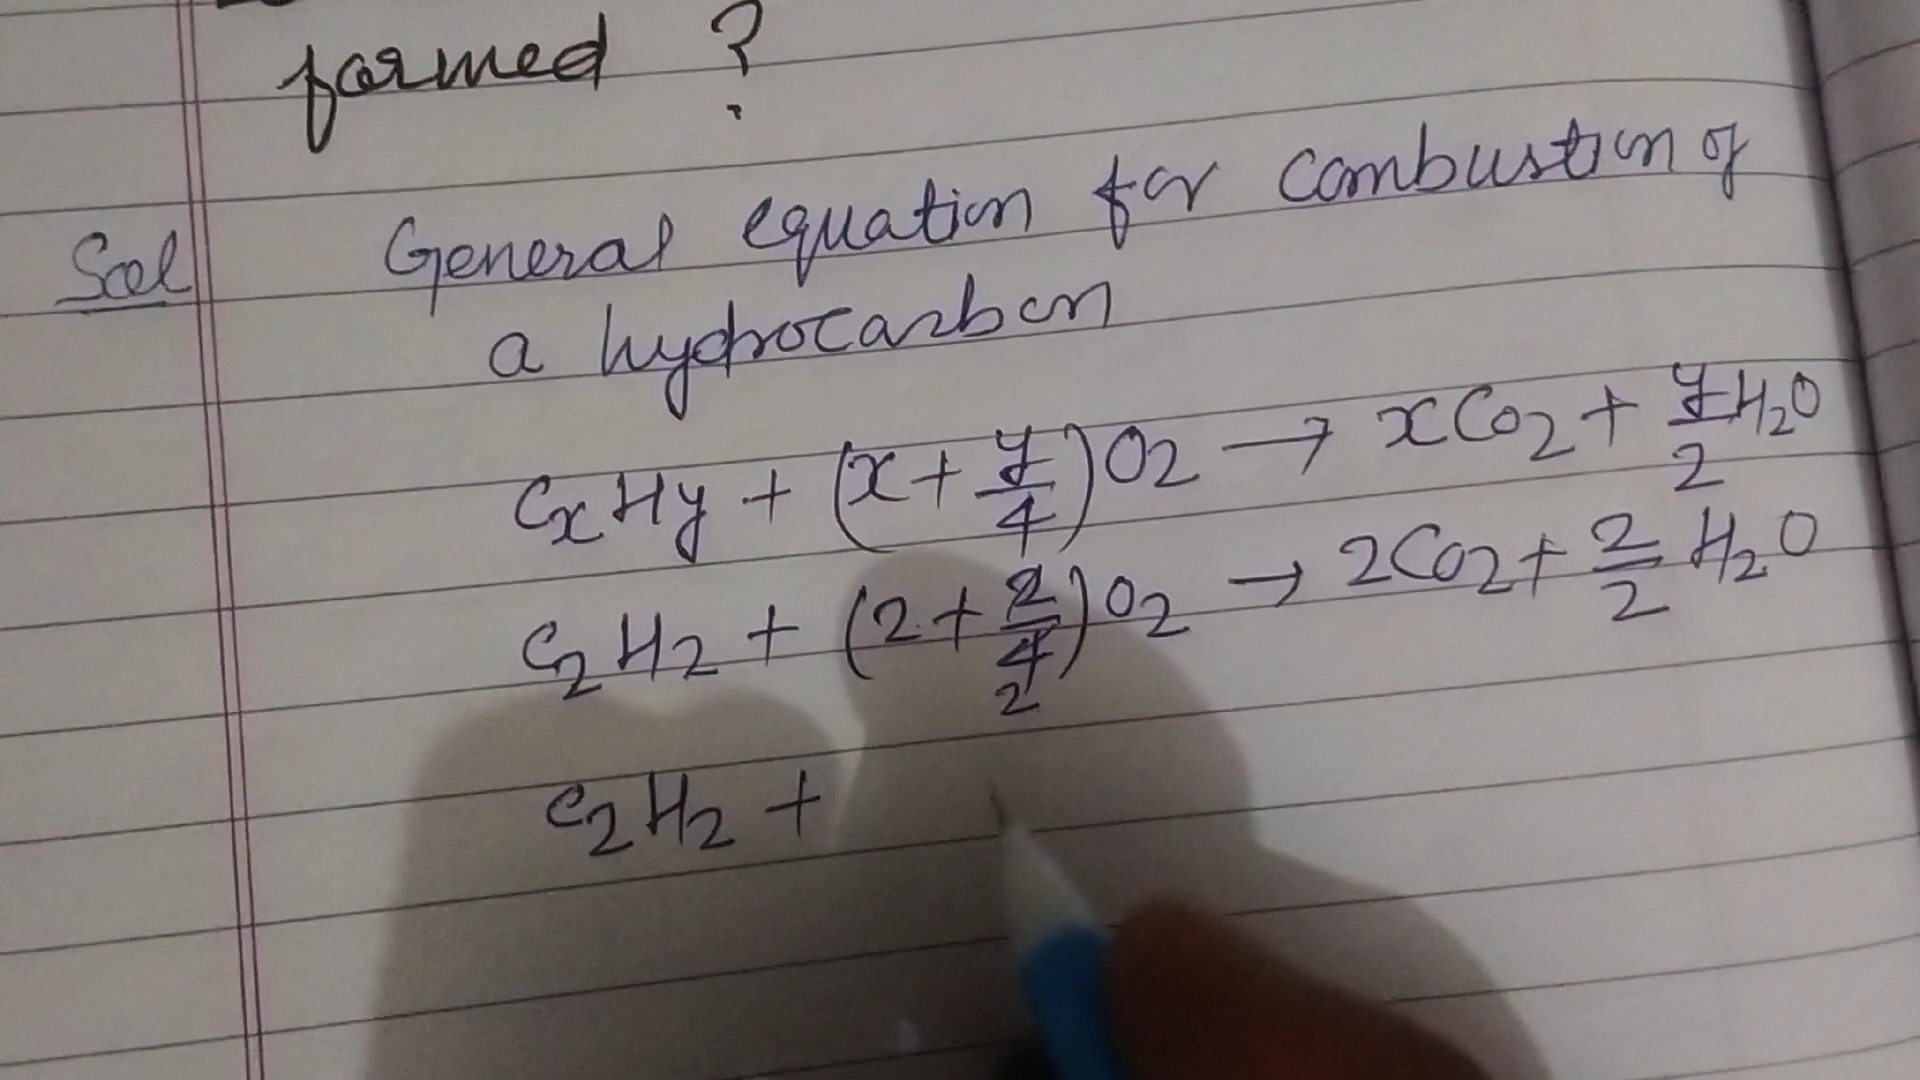 formed ?
Sol General equation for combustion of
a hydrocarbon
CxHy + (x + y/4)O2 → xCO2 + y/2 H2O
C2H2 + (2 + 2/4)O2 → 2CO2 + 2/2 H2O
2
C2H2 +